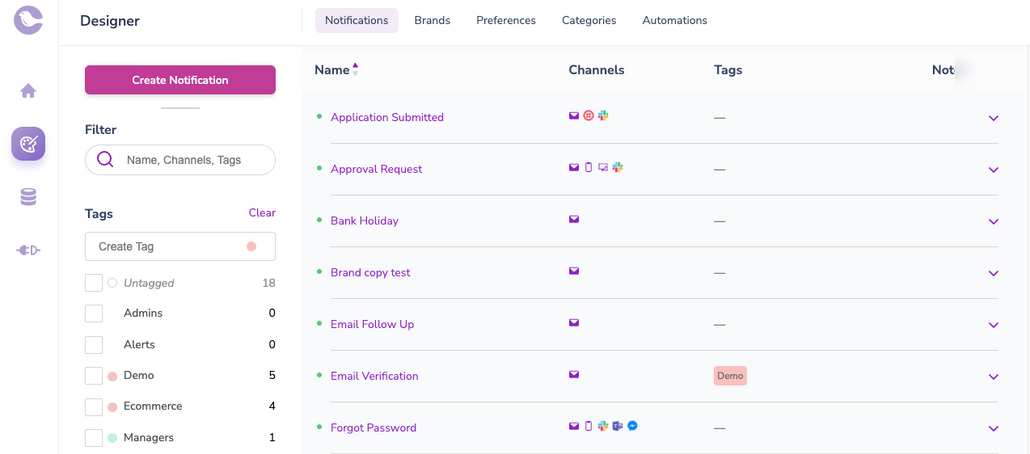 Designer
Notifications Brands Preferences Categories Automations
Create Notification
Filter
Name, Channels, Tags
Tags Clear
Create Tag
Untagged 18
Admins 0
Alerts 0
Demo 5
Ecommerce 4
Managers 1
Name Channels Tags
Application Submitted —
Approval Request —
Bank Holiday —
Brand copy test —
Email Follow Up —
Email Verification Demo
Forgot Password —